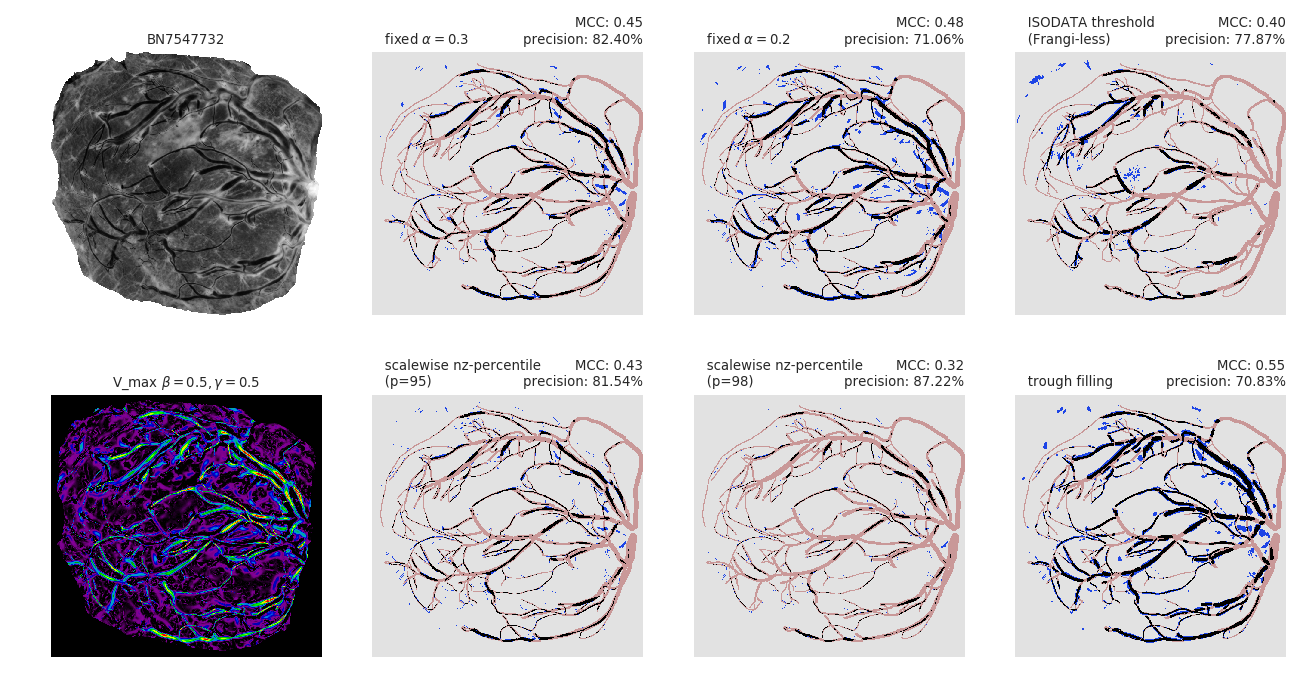 BN7547732
MCC: 0.45
fixed α = 0.3 precision: 82.40%
MCC: 0.48
fixed α = 0.2 precision: 71.06%
ISODATA threshold MCC: 0.40
(Frangi-less) precision: 77.87%
V_max β = 0.5, γ = 0.5
scalewise nz-percentile MCC: 0.43
(p=95) precision: 81.54%
scalewise nz-percentile MCC: 0.32
(p=98) precision: 87.22%
MCC: 0.55
trough filling precision: 70.83%